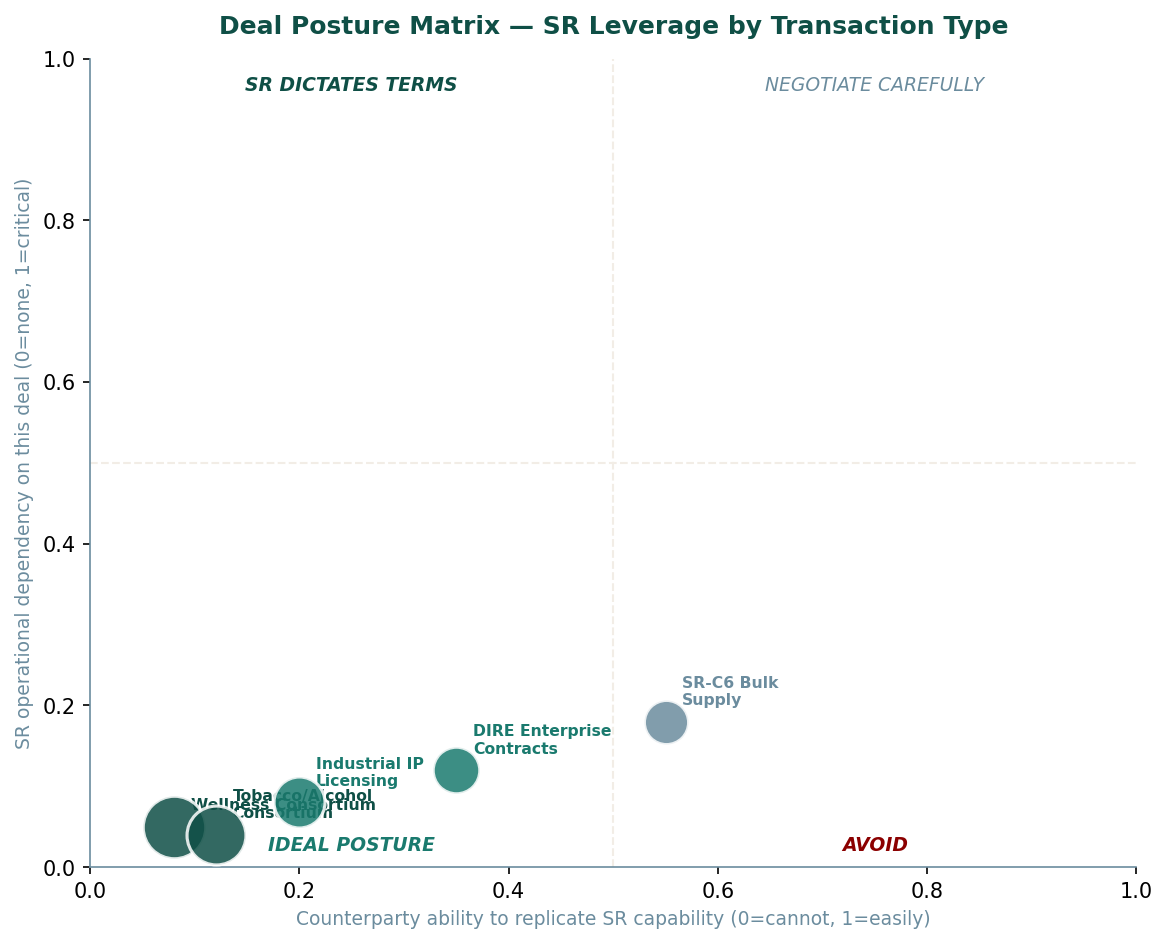 Deal Posture Matrix — SR Leverage by Transaction Type
SR DICTATES TERMS
NEGOTIATE CAREFULLY
1.0
0.8
0.6
0.4
0.2
0.0
SR operational dependency on this deal (0=none, 1=critical)
SR-C6 Bulk
Supply
DIRE Enterprise
Contracts
Industrial IP
Licensing
Tobacco/Alcohol
Consortium
Wellness Consortium
IDEAL POSTURE
AVOID
0.0
0.2
0.4
0.6
0.8
1.0
Counterparty ability to replicate SR capability (0=cannot, 1=easily)